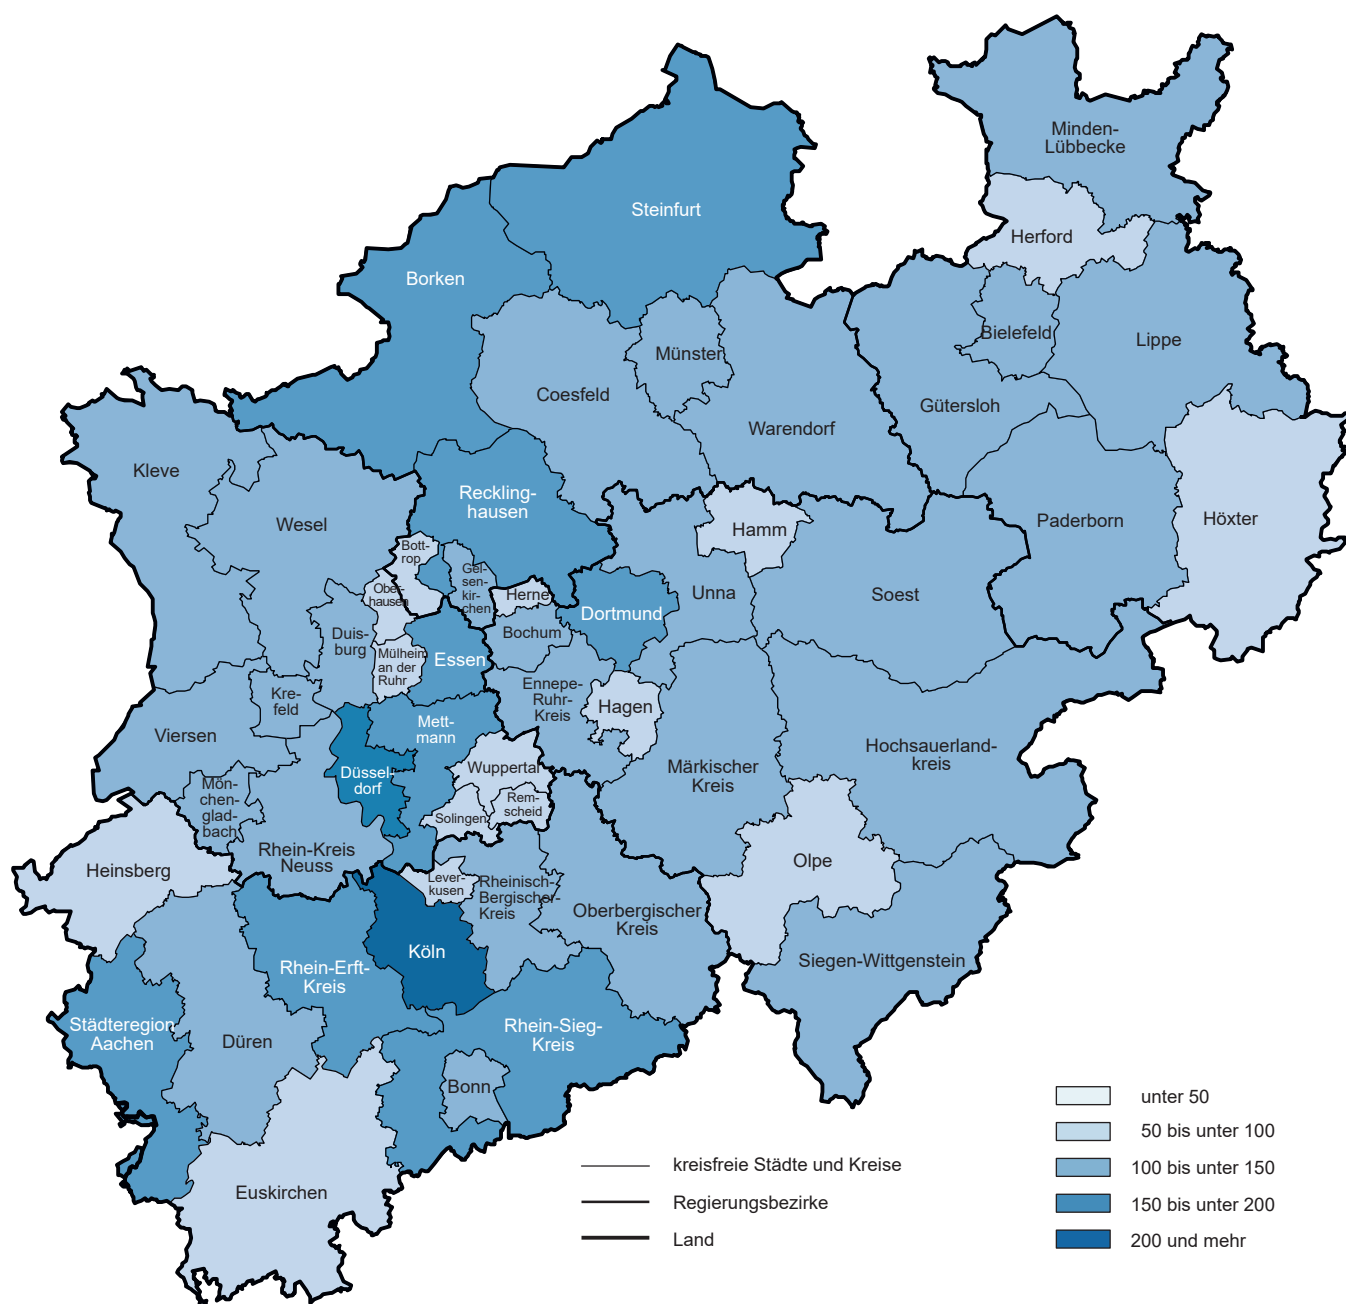 Minden-
Lübbecke
Steinfurt
Herford
Borken
Bielefeld
Lippe
Münster
Coesfeld
Gütersloh
Warendorf
Kleve
Reckling-
hausen
Wesel
Hamm
Paderborn
Höxter
Bott-
rop
Gel-
sen-
kir-
chen
Ober-
hausen
Herne
Unna
Soest
Dortmund
Duis-
burg
Bochum
Mülheim
an der
Ruhr
Essen
Ennepe-
Ruhr-
Kreis
Kre-
feld
Hagen
Viersen
Mett-
mann
Hochsauerland-
kreis
Düssel-
dorf
Wuppertal
Märkischer
Kreis
Mön-
chen-
glad-
bach
Rem-
scheid
Solingen
Rhein-Kreis
Neuss
Olpe
Heinsberg
Lever-
kusen
Rheinisch-
Bergischer-
Kreis
Oberbergischer
Kreis
Köln
Siegen-Wittgenstein
Rhein-Erft-
Kreis
Städteregion
Aachen
Düren
Rhein-Sieg-
Kreis
Bonn
Euskirchen
unter 50
50 bis unter 100
100 bis unter 150
150 bis unter 200
200 und mehr
kreisfreie Städte und Kreise
Regierungsbezirke
Land